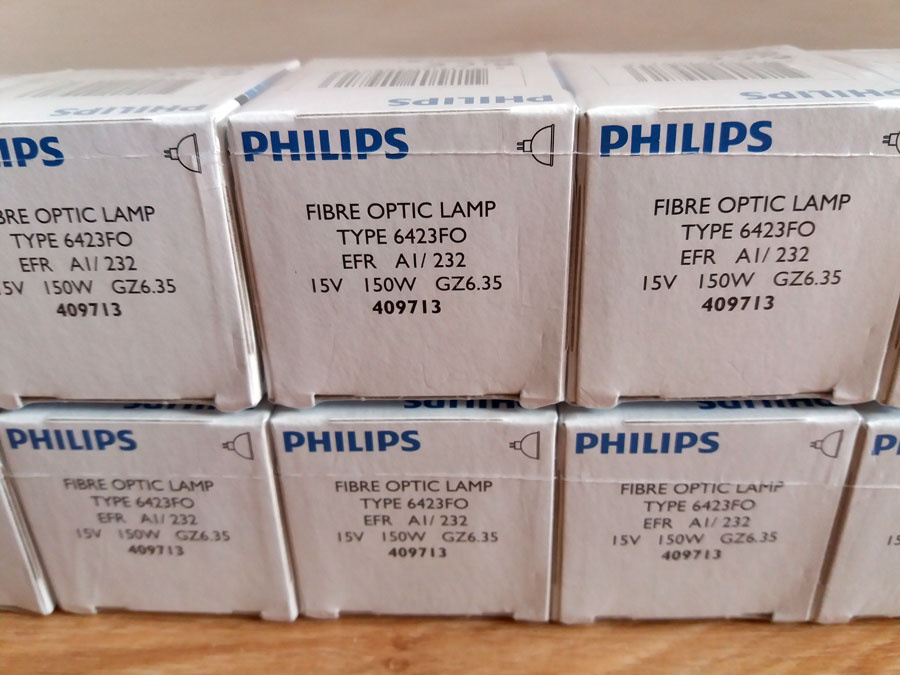 PHILIPS
PHILIPS
PHILIPS
IPS
BRE OPTIC LAMP
TYPE 6423FO
EFR A1/ 232
15V 150W GZ6.35
409713
PHILIPS
FIBRE OPTIC LAMP
TYPE 6423FO
EFR A1/ 232
15V 150W GZ6.35
409713
PHILIPS
FIBRE OPTIC LAMP
TYPE 6423FO
EFR A1/ 232
15V 150W GZ6.35
409713
PHILIPS
FIBRE OPTIC LAMP
TYPE 6423FO
EFR A1/ 232
15V 150W GZ6.35
409713
PHILIPS
FIBRE OPTIC LAMP
TYPE 6423FO
EFR A1/ 232
15V 150W GZ6.35
409713
PHILIPS
FIBRE OPTIC LAMP
TYPE 6423FO
EFR A1/ 232
15V 150W GZ6.35
409713
P
15